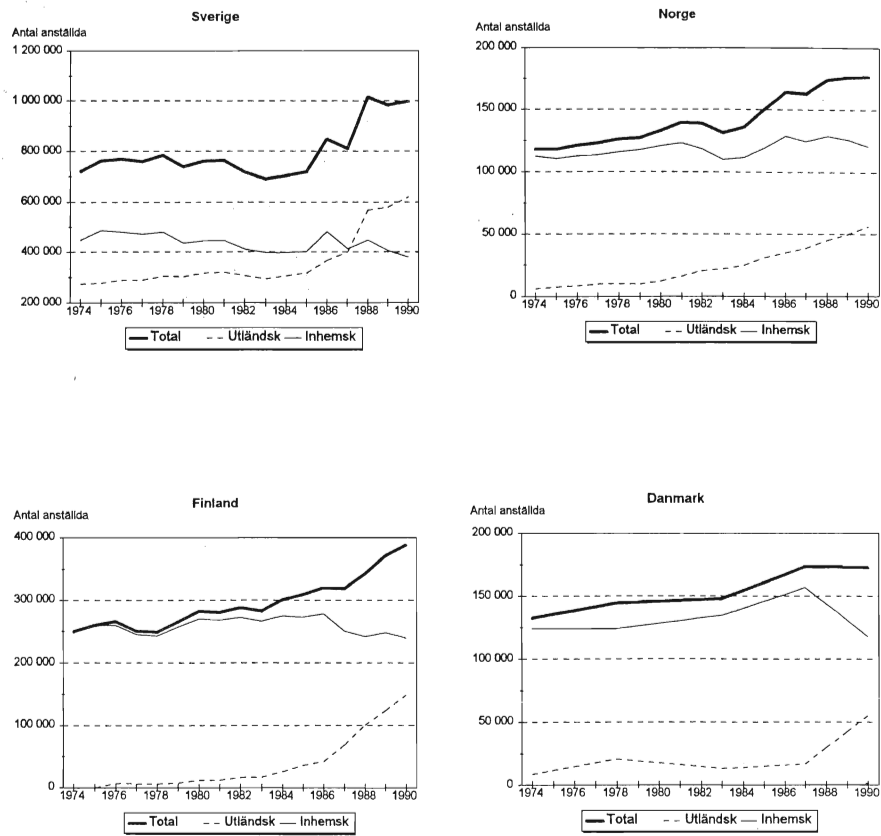 Sverige
Antal anställda
1 200 000
1 000 000
800 000
600 000
400 000
200 000
1974 1976 1978 1980 1982 1984 1986 1988 1990
Total Utländsk Inhemsk
Norge
Antal anställda
200 000
150 000
100 000
50 000
0
1974 1976 1978 1980 1982 1984 1986 1988 1990
Total Utländsk Inhemsk
Finland
Antal anställda
400 000
300 000
200 000
100 000
0
1974 1976 1978 1980 1982 1984 1986 1988 1990
Total Utländsk Inhemsk
Danmark
Antal anställda
200 000
150 000
100 000
50 000
0
1974 1976 1978 1980 1982 1984 1986 1988 1990
Total Utländsk Inhemsk